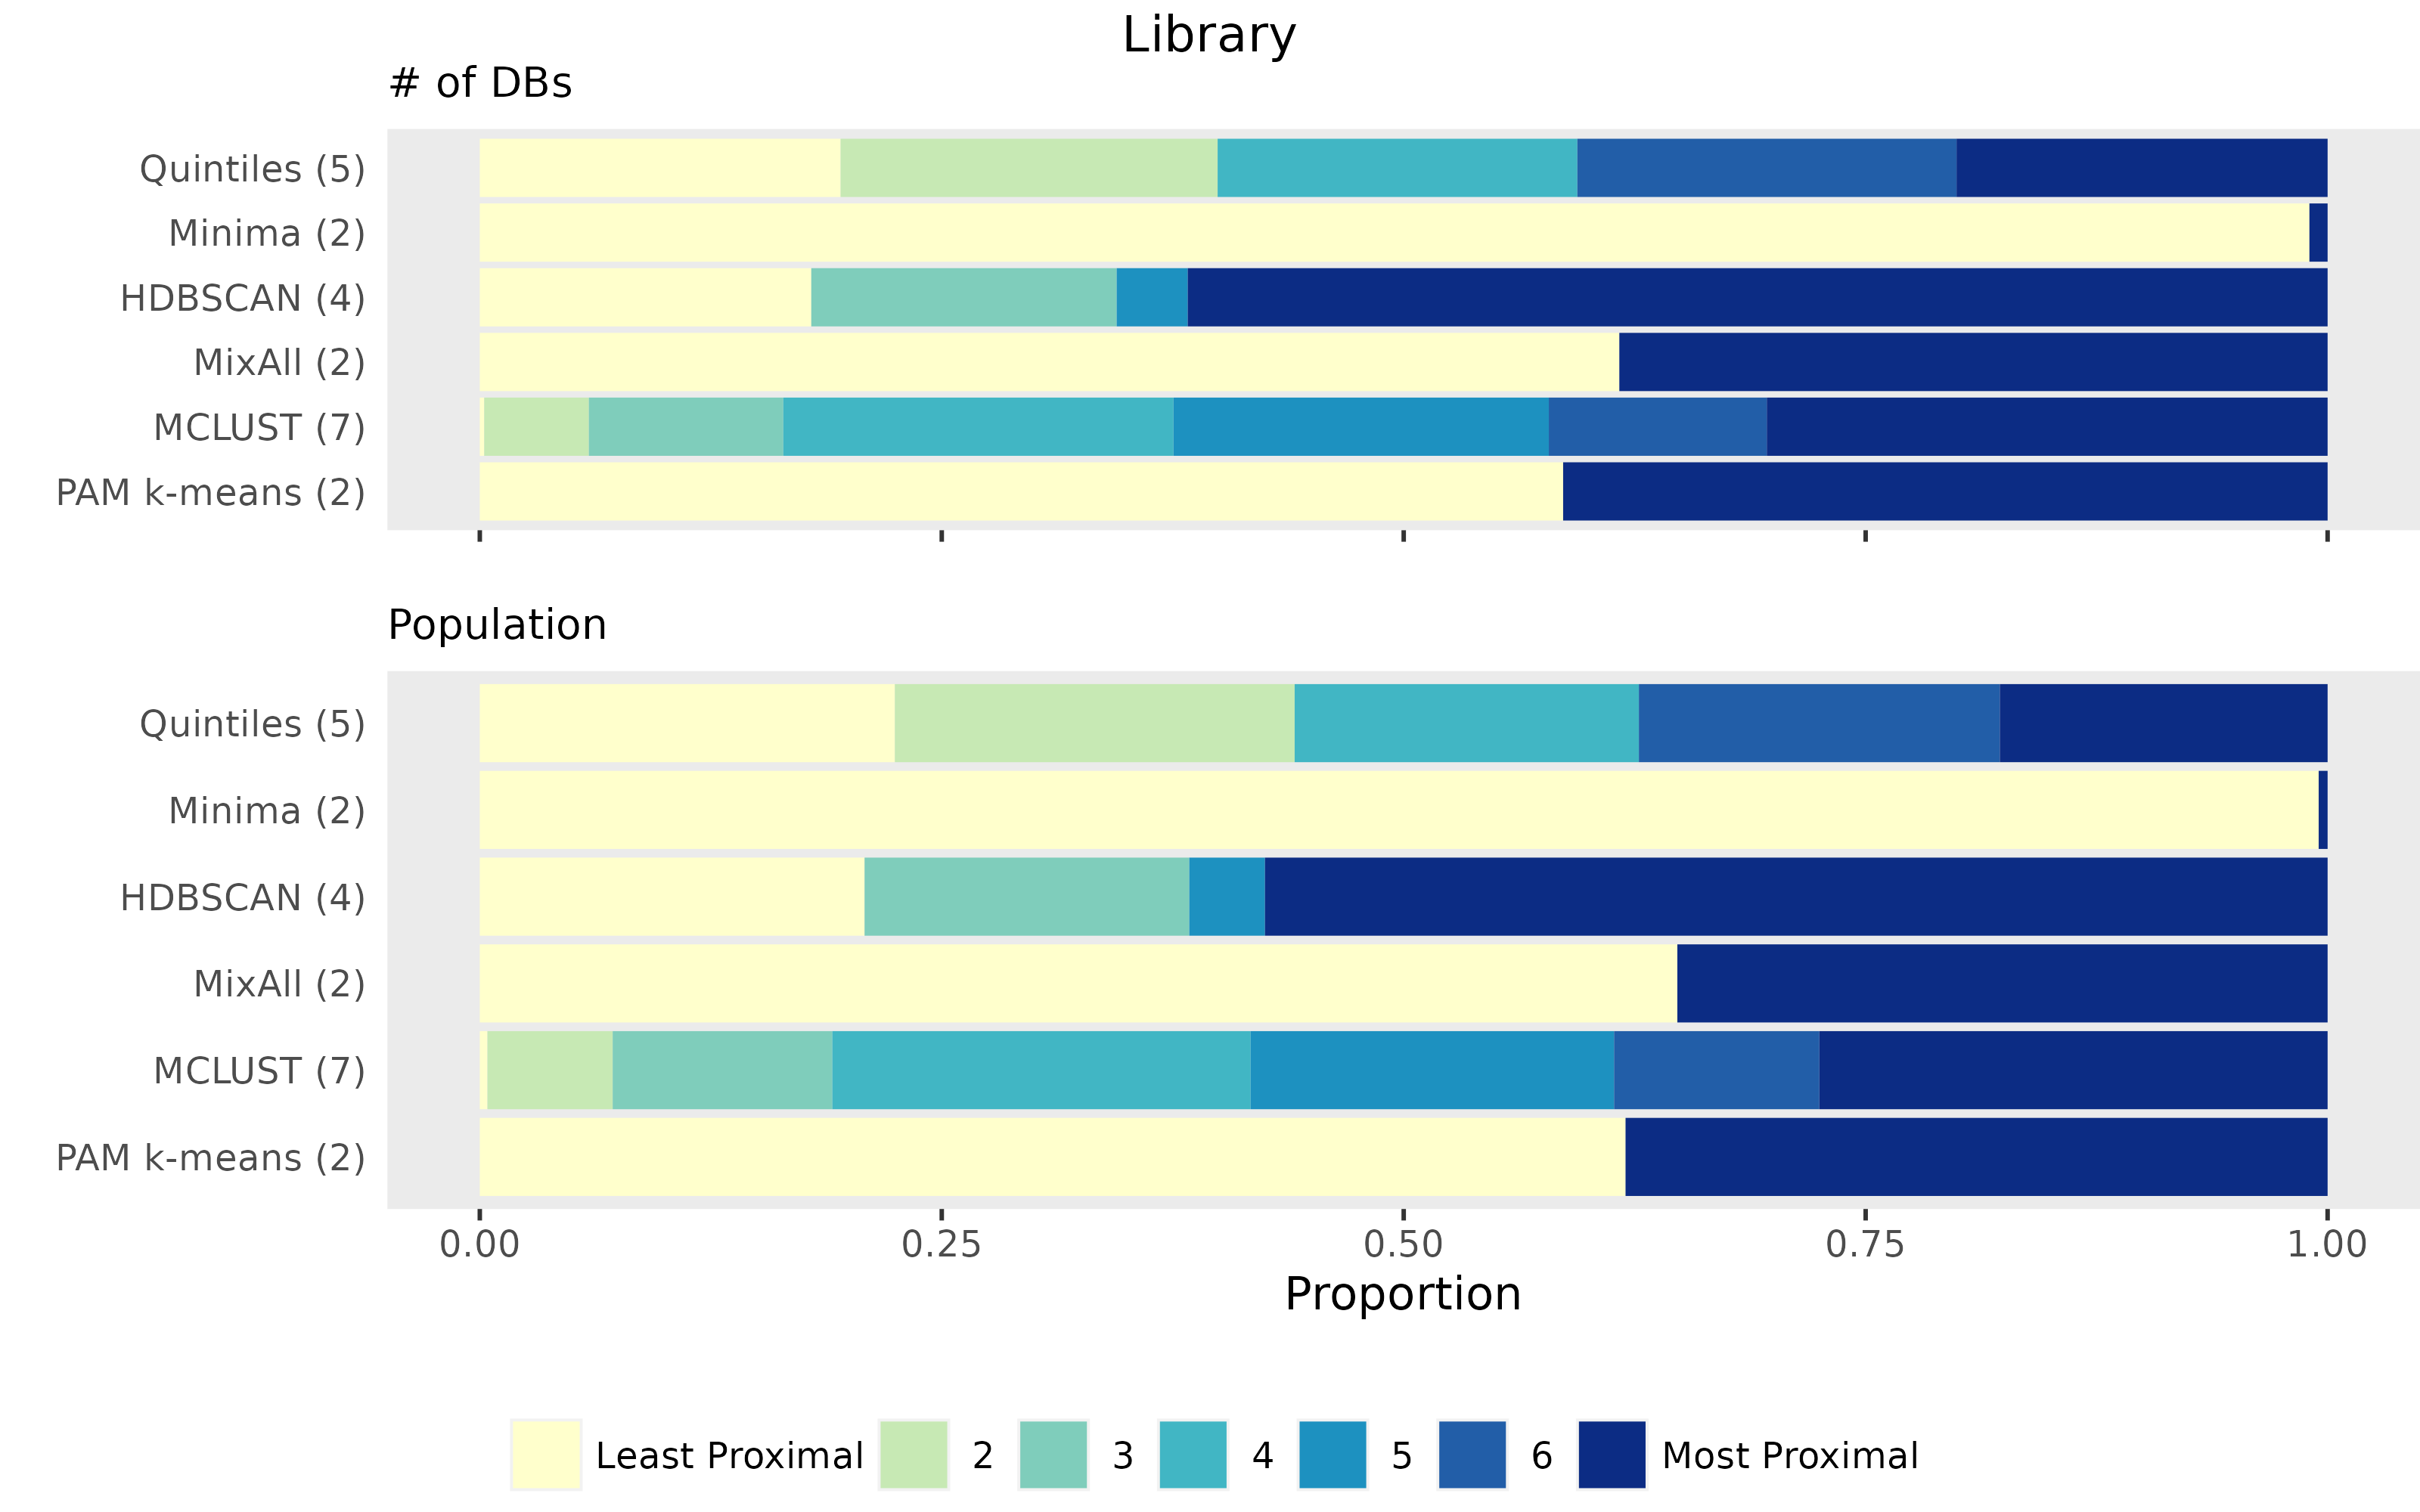 Library
# of DBs
Quintiles (5)
Minima (2)
HDBSCAN (4)
MixAll (2)
MCLUST (7)
PAM k-means (2)
Population
Quintiles (5)
Minima (2)
HDBSCAN (4)
MixAll (2)
MCLUST (7)
PAM k-means (2)
0.00 0.25 0.50 0.75 1.00
Proportion
Least Proximal 2 3 4 5 6 Most Proximal